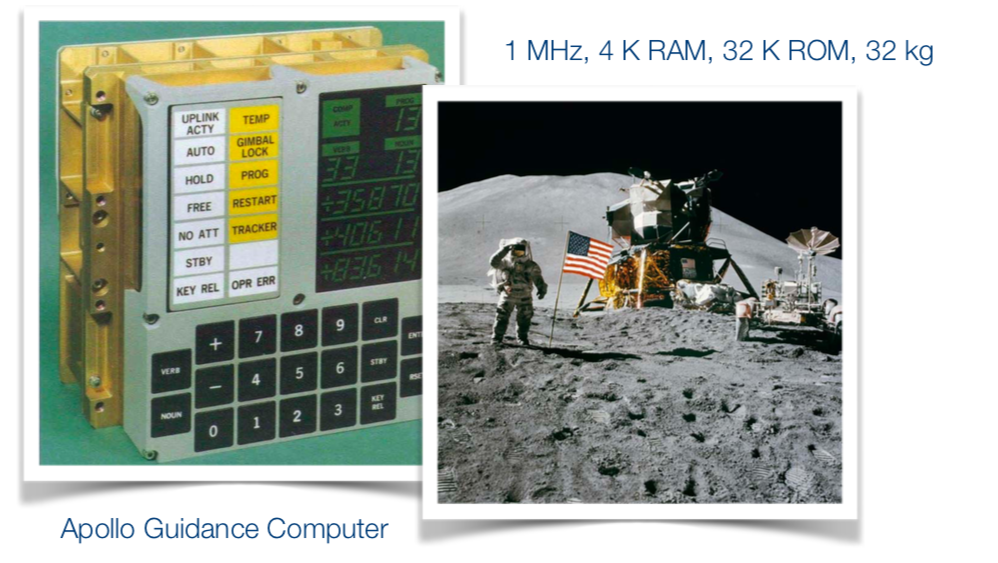 1 MHz, 4 K RAM, 32 K ROM, 32 kg
UPLINK ACTY
TEMP
AUTO
GIMBAL LOCK
HOLD
PROG
FREE
RESTART
NO ATT
TRACKER
STBY
KEY REL
OPR ERR
COMP ACTY
PROG
13
VERB
NOUN
33
13
+35870
+40611
+83614
VERB
+
7
8
9
CLR
−
4
5
6
STBY
NOUN
0
1
2
3
KEY REL
Apollo Guidance Computer